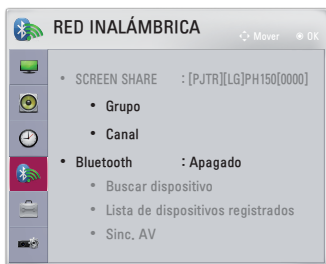 RED INALÁMBRICA
Mover OK
• SCREEN SHARE : [PJTR][LG]PH150[0000]
• Grupo
• Canal
• Bluetooth : Apagado
• Buscar dispositivo
• Lista de dispositivos registrados
• Sinc. AV